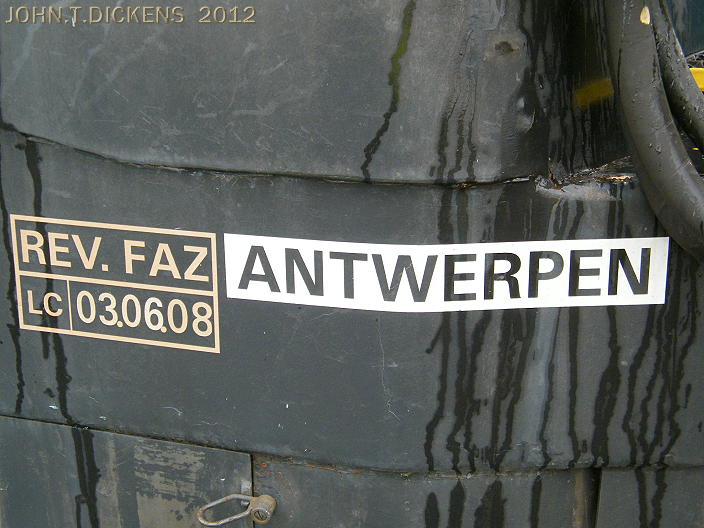 JOHN.T.DICKENS 2012
REV. FAZ
LC 03.06.08
ANTWERPEN